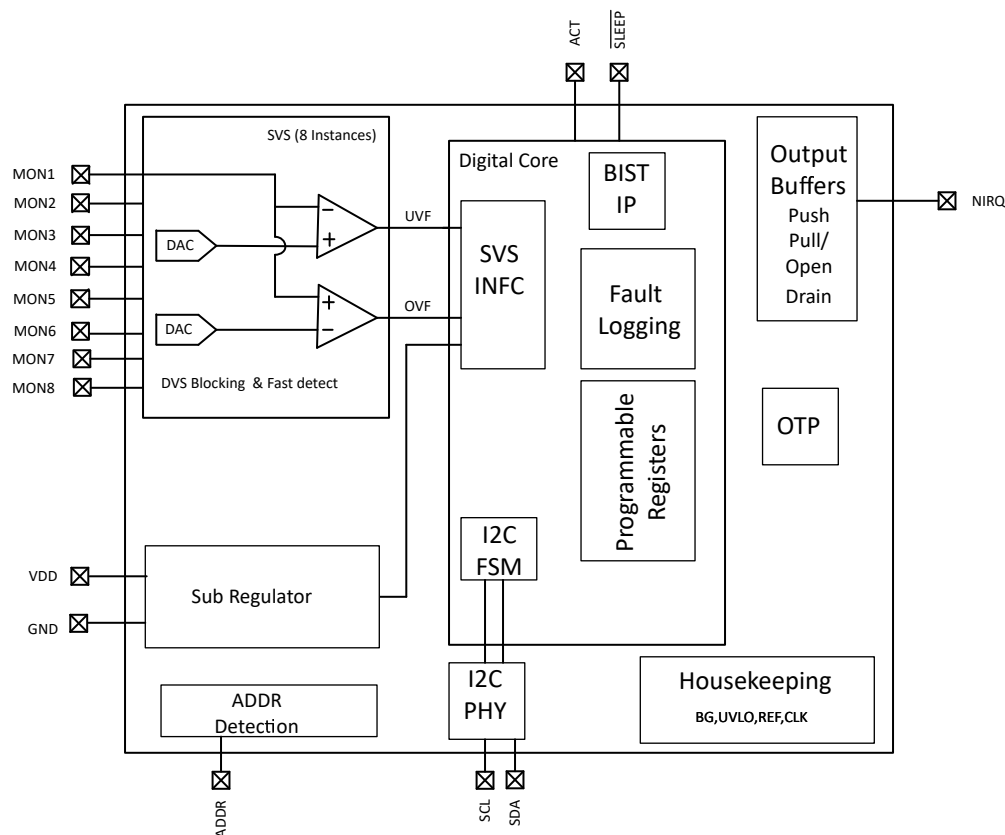 ACT
SLEEP
SVS (8 Instances)
MON1
MON2
MON3
MON4
MON5
MON6
MON7
MON8
DAC
DAC
−
+
+
−
UVF
OVF
DVS Blocking & Fast detect
Digital Core
BIST
IP
SVS
INFC
Fault
Logging
Programmable
Registers
I2C
FSM
Output
Buffers
Push
Pull/
Open
Drain
NIRQ
OTP
VDD
GND
Sub Regulator
ADDR
Detection
I2C
PHY
Housekeeping
BG,UVLO,REF,CLK
ADDR
SCL
SDA